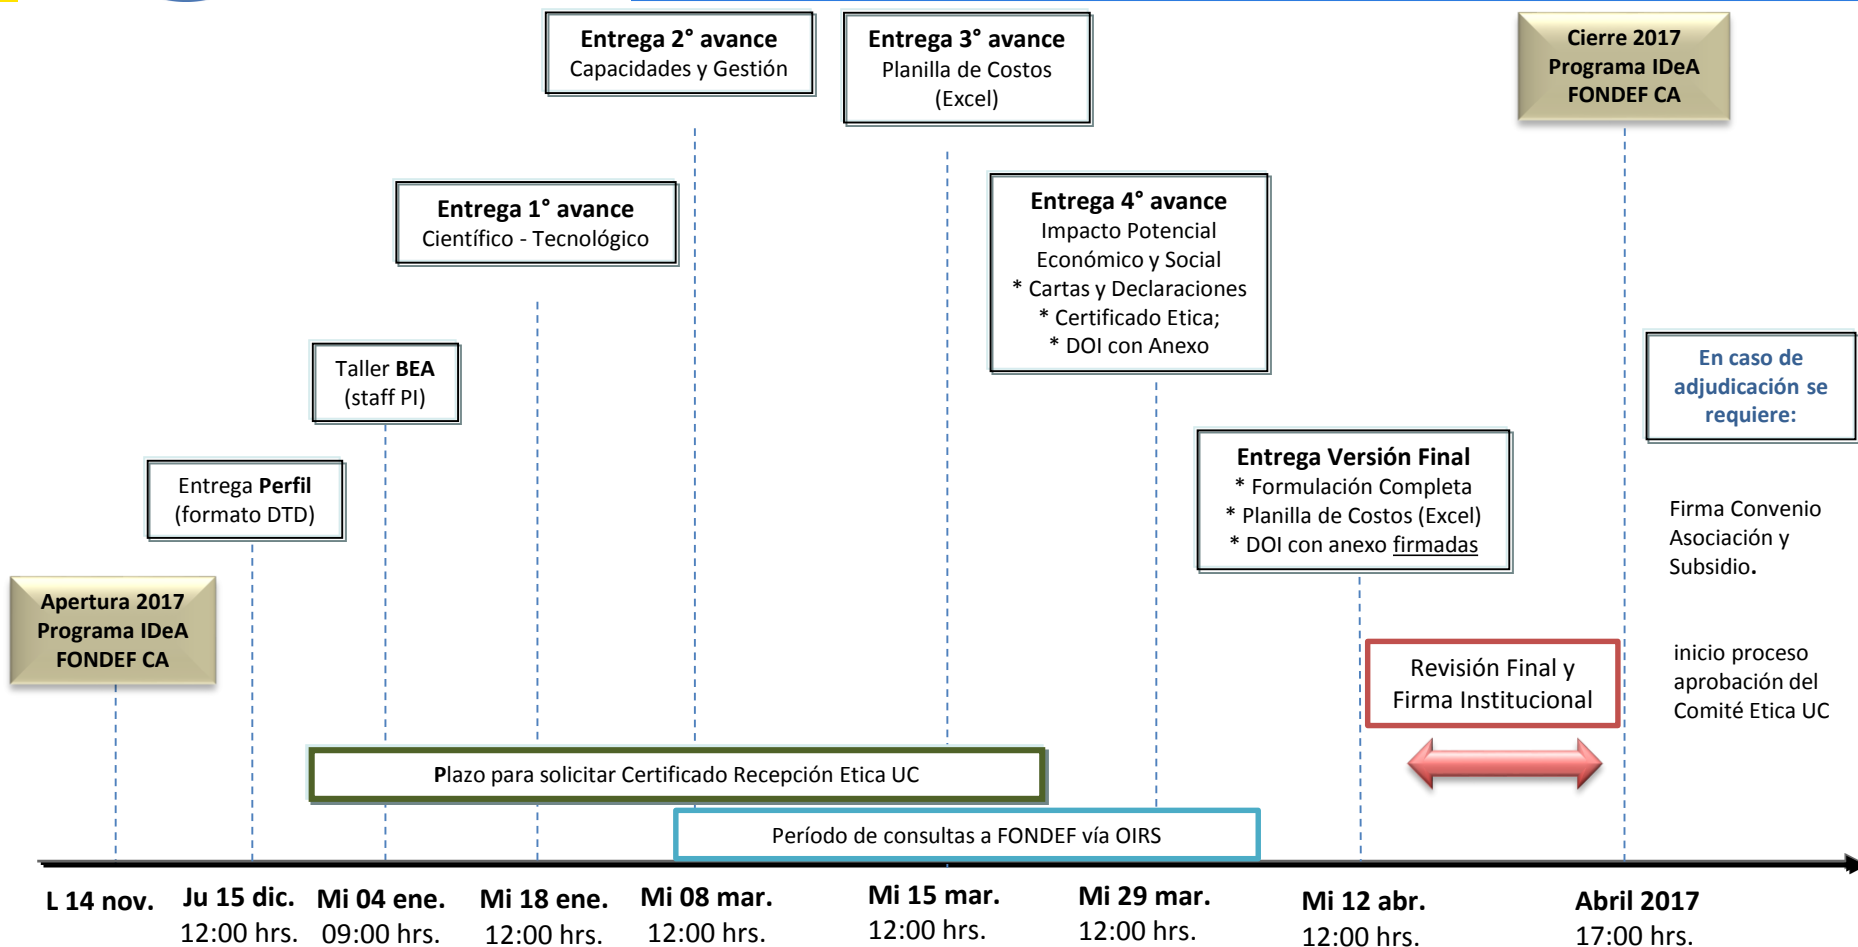 Entrega 2° avance
Capacidades y Gestión
Entrega 3° avance
Planilla de Costos
(Excel)
Cierre 2017
Programa IDeA
FONDEF CA
Entrega 1° avance
Científico - Tecnológico
Entrega 4° avance
Impacto Potencial
Económico y Social
* Cartas y Declaraciones
* Certificado Etica;
* DOI con Anexo
Taller BEA
(staff PI)
En caso de
adjudicación se
requiere:
Entrega Perfil
(formato DTD)
Entrega Versión Final
* Formulación Completa
* Planilla de Costos (Excel)
* DOI con anexo firmadas
Firma Convenio
Asociación y
Subsidio.
Apertura 2017
Programa IDeA
FONDEF CA
Revisión Final y
Firma Institucional
inicio proceso
aprobación del
Comité Etica UC
Plazo para solicitar Certificado Recepción Etica UC
Período de consultas a FONDEF vía OIRS
L 14 nov.
Ju 15 dic.
12:00 hrs.
Mi 04 ene.
09:00 hrs.
Mi 18 ene.
12:00 hrs.
Mi 08 mar.
12:00 hrs.
Mi 15 mar.
12:00 hrs.
Mi 29 mar.
12:00 hrs.
Mi 12 abr.
12:00 hrs.
Abril 2017
17:00 hrs.